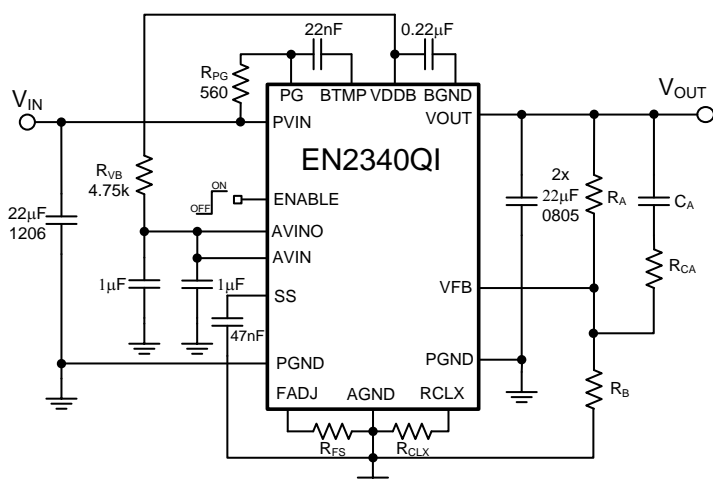 22nF
0.22µF
R_PG
560
PG
BTMP
VDDB
BGND
V_IN
V_OUT
PVIN
VOUT
EN2340QI
R_VB
4.75k
ON
OFF
ENABLE
2x
22µF
0805
R_A
C_A
22µF
1206
AVINO
AVIN
R_CA
1µF
1µF
SS
VFB
47nF
PGND
PGND
R_B
FADJ
AGND
RCLX
R_FS
R_CLX